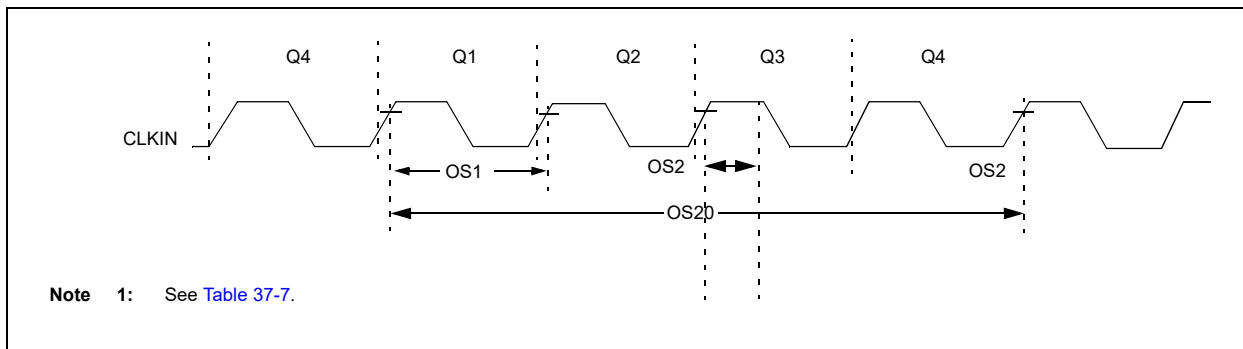 Q4 Q1 Q2 Q3 Q4
CLKIN
OS1 OS2 OS2
OS20
Note 1: See Table 37-7.